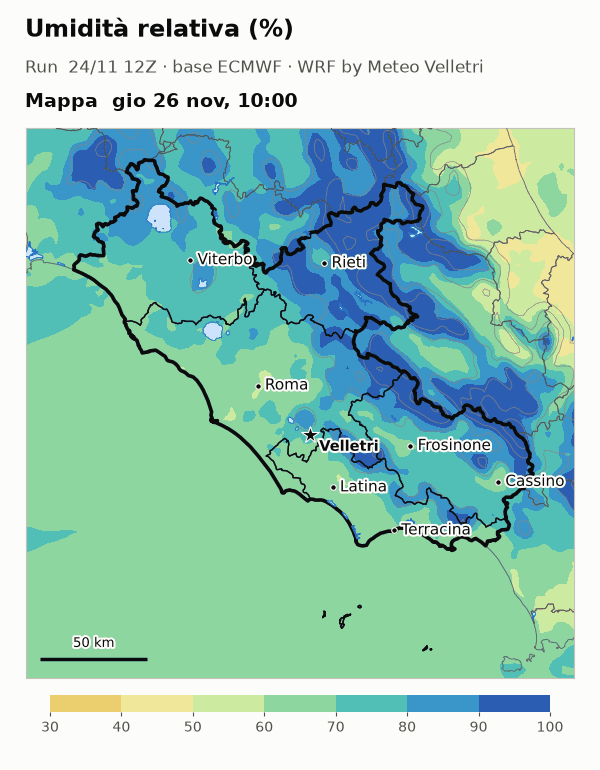 Umidità relativa (%)
Run  24/11 12Z · base ECMWF · WRF by Meteo Velletri
Mappa  gio 26 nov, 10:00
Viterbo
Rieti
Roma
Velletri
Frosinone
Cassino
Latina
Terracina
50 km
30 40 50 60 70 80 90 100